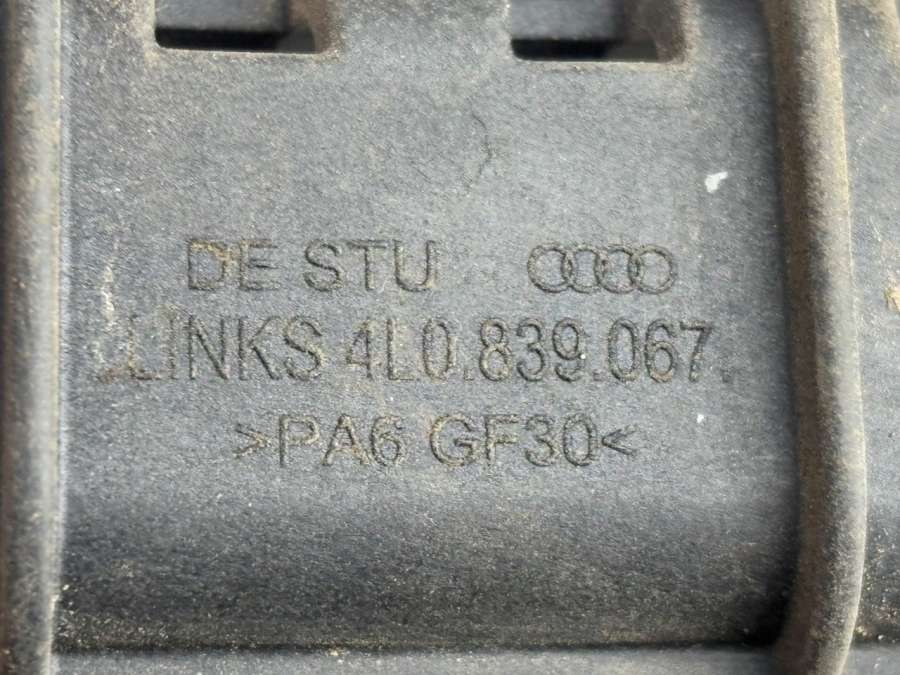 DE STU
LINKS 4L0.839.067.
>PA6 GF30<